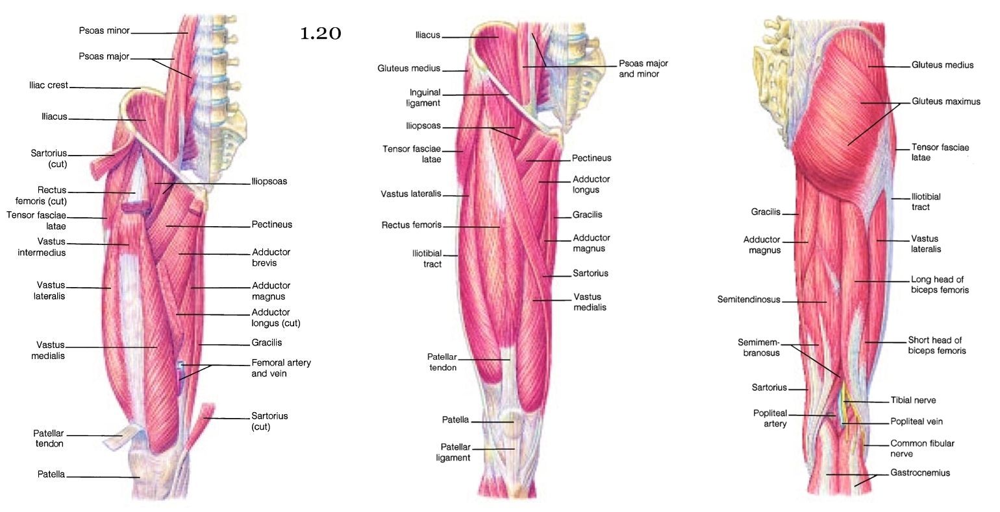 Psoas minor
1.20
Psoas major
Iliac crest
Iliacus
Sartorius
(cut)
Rectus
femoris (cut)
Tensor fasciae
latae
Vastus
intermedius
Vastus
lateralis
Vastus
medialis
Patellar
tendon
Patella
Iliopsoas
Pectineus
Adductor
brevis
Adductor
magnus
Adductor
longus (cut)
Gracilis
Femoral artery
and vein
Sartorius
(cut)
Iliacus
Gluteus medius
Inguinal
ligament
Iliopsoas
Tensor fasciae
latae
Vastus lateralis
Rectus femoris
Iliotibial
tract
Patellar
tendon
Patella
Patellar
ligament
Psoas major
and minor
Pectineus
Adductor
longus
Gracilis
Adductor
magnus
Sartorius
Vastus
medialis
Gracilis
Adductor
magnus
Semitendinosus
Semimem-
branosus
Sartorius
Popliteal
artery
Gluteus medius
Gluteus maximus
Tensor fasciae
latae
Iliotibial
tract
Vastus
lateralis
Long head of
biceps femoris
Short head of
biceps femoris
Tibial nerve
Popliteal vein
Common fibular
nerve
Gastrocnemius